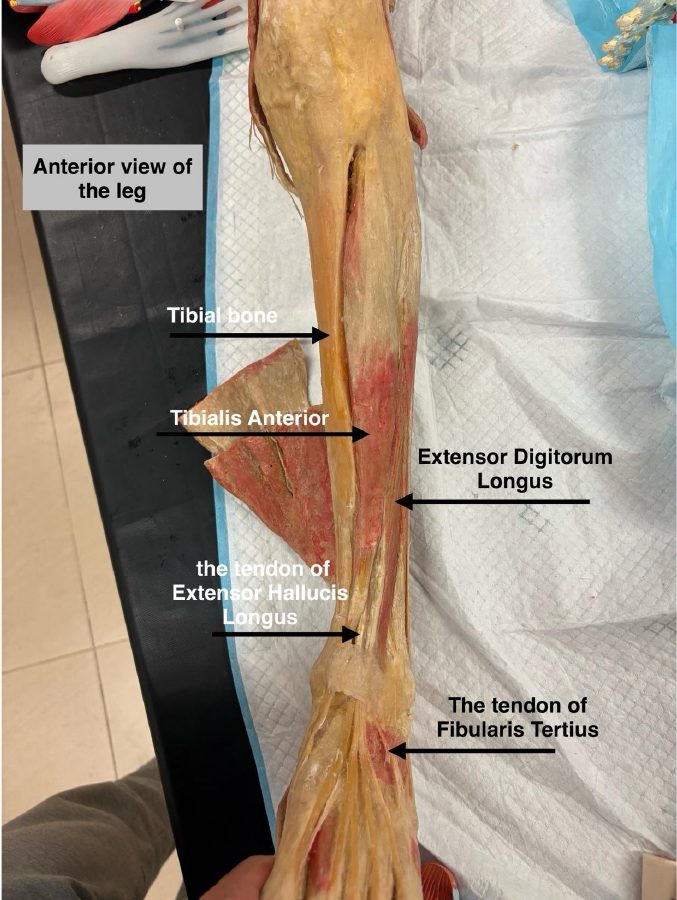 Anterior view of
the leg
Tibial bone
Tibialis Anterior
Extensor Digitorum
Longus
the tendon of
Extensor Hallucis
Longus
The tendon of
Fibularis Tertius